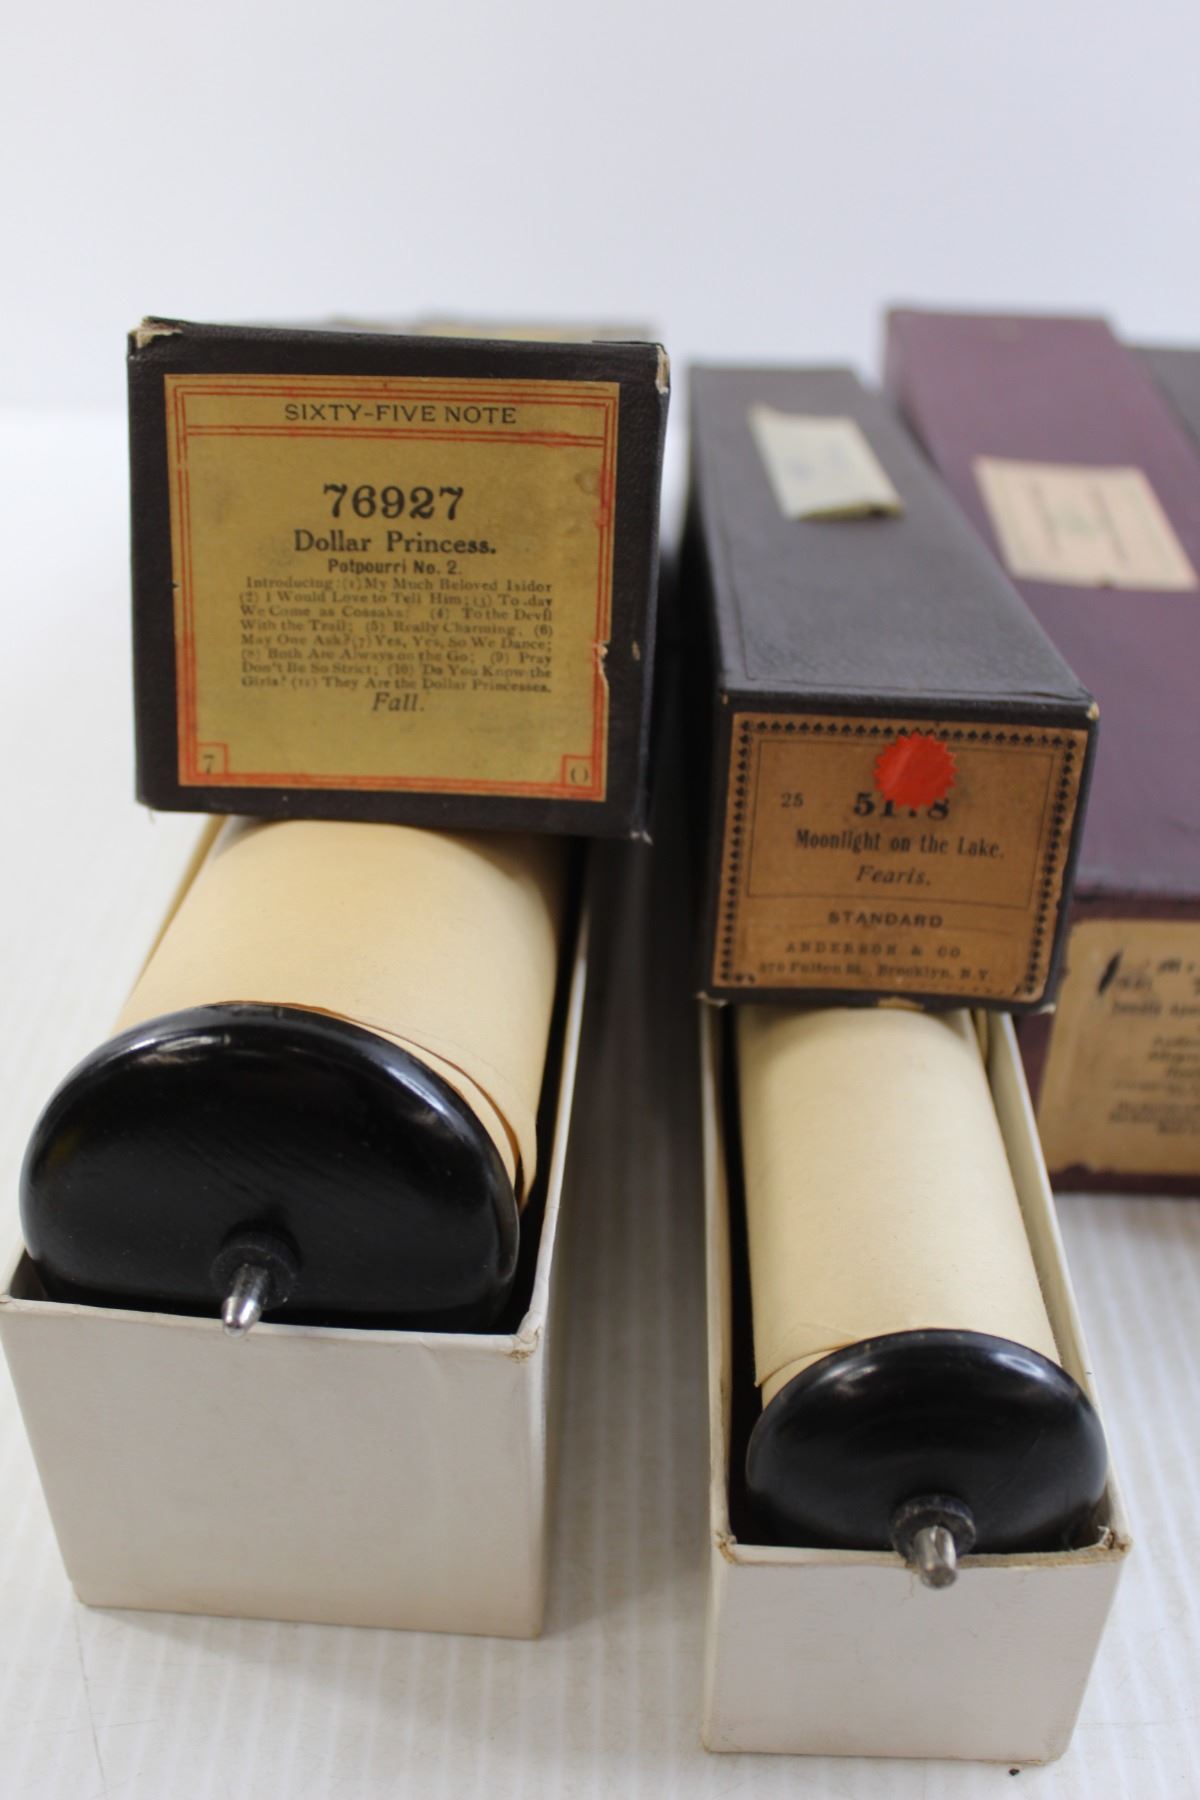 SIXTY-FIVE NOTE
76927
Dollar Princess.
Potpourri No. 2.
Introducing: (1) My Much Beloved Isidor
(2) I Would Love to Tell Him; (3) To-day
We Come as Cossaks; (4) To the Devil
With the Trail; (5) Really Charming; (6)
May One Ask? (7) Yes, Yes, So We Dance;
(8) Both Are Always on the Go; (9) Pray
Don't Be So Strict; (10) Do You Know the
Girls? (11) They Are the Dollar Princesses.
Fall.
7 O
25
Moonlight on the Lake.
Fearis.
STANDARD
ANDERSON & CO
370 Fulton St., Brooklyn, N.Y.